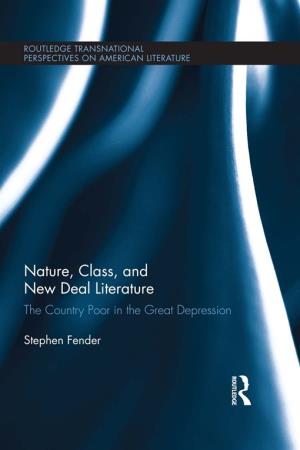 ROUTLEDGE TRANSNATIONAL
PERSPECTIVES ON AMERICAN LITERATURE
Nature, Class, and
New Deal Literature
The Country Poor in the Great Depression
Stephen Fender
ROUTLEDGE